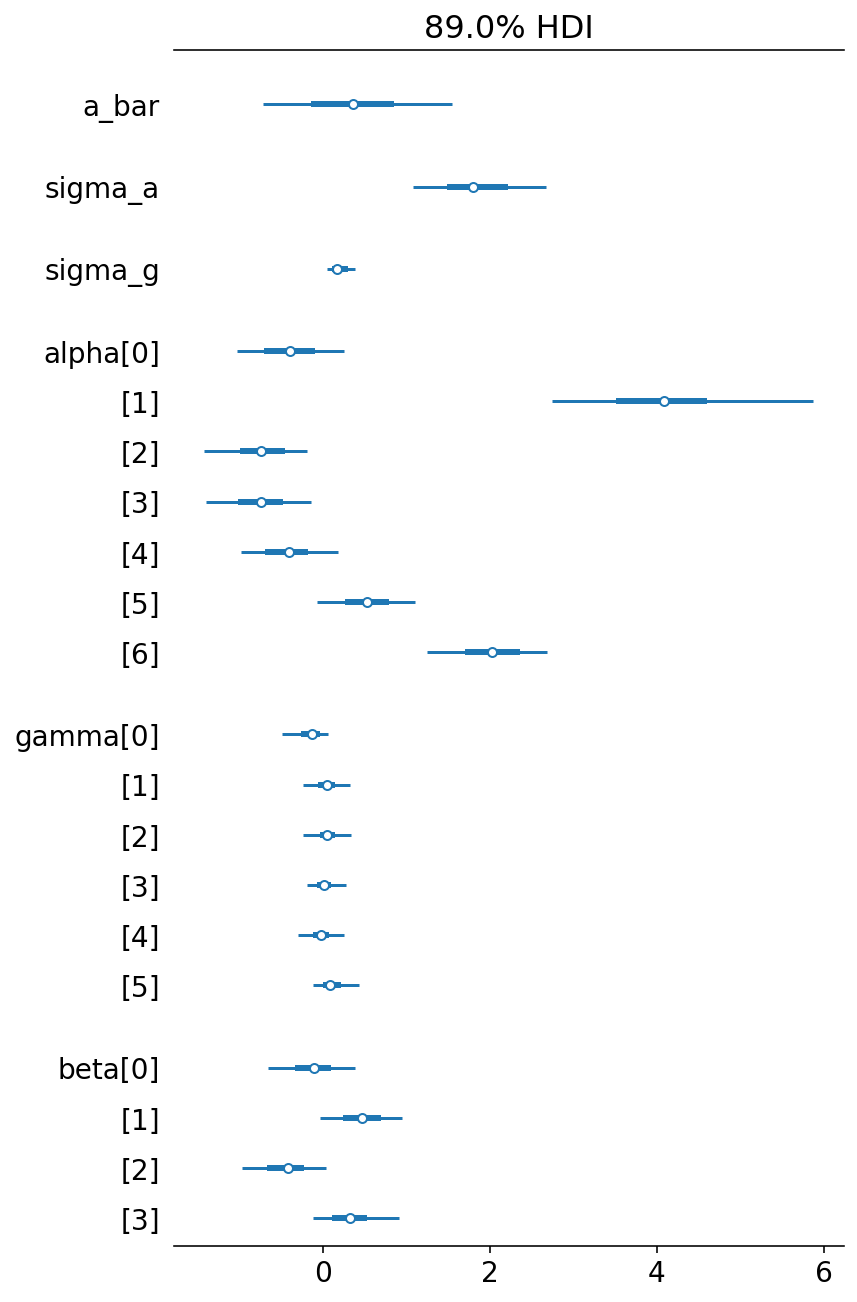 89.0% HDI
a_bar
sigma_a
sigma_g
alpha[0]
[1]
[2]
[3]
[4]
[5]
[6]
gamma[0]
[1]
[2]
[3]
[4]
[5]
beta[0]
[1]
[2]
[3]
0 2 4 6